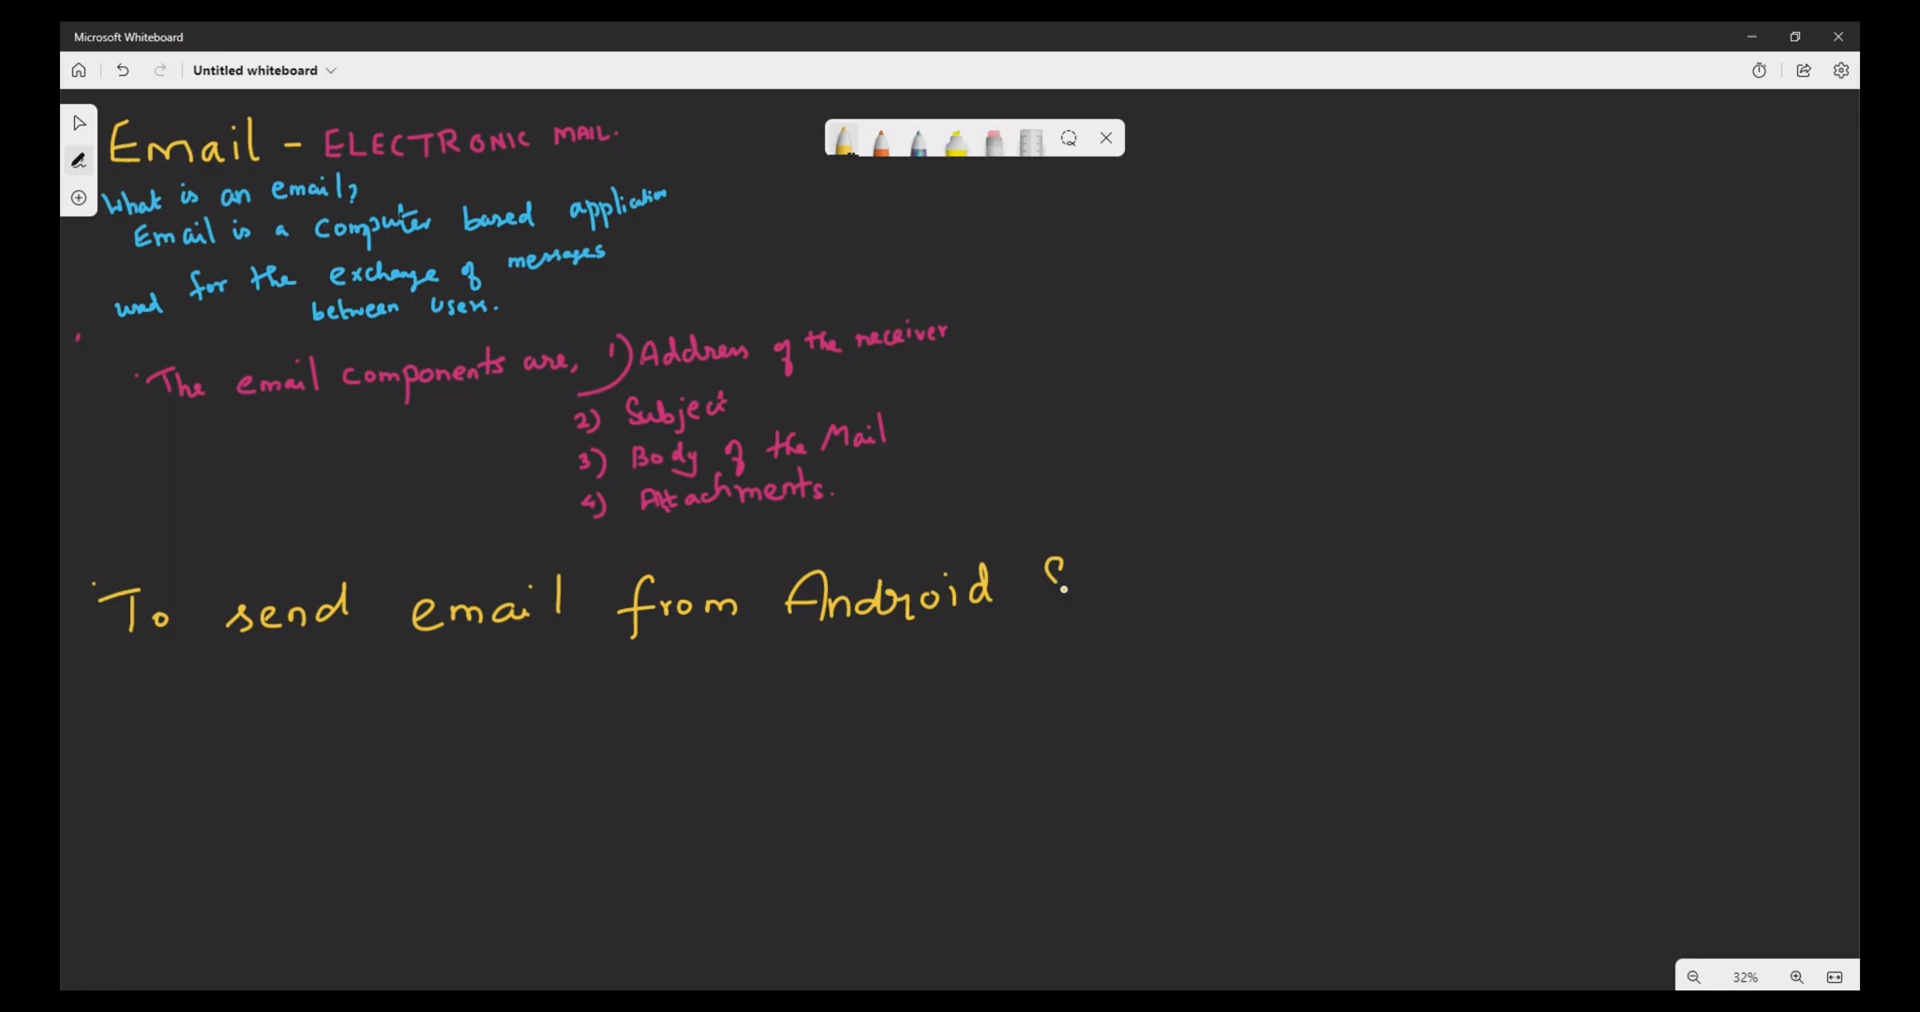 Microsoft Whiteboard
Untitled whiteboard
Email - ELECTRONIC MAIL.
What is an email?
Email is a computer based application
used for the exchange of messages
between users.
The email components are, 1) Address of the receiver
2) Subject
3) Body of the Mail
4) Attachments.
To send email from Android S
32%